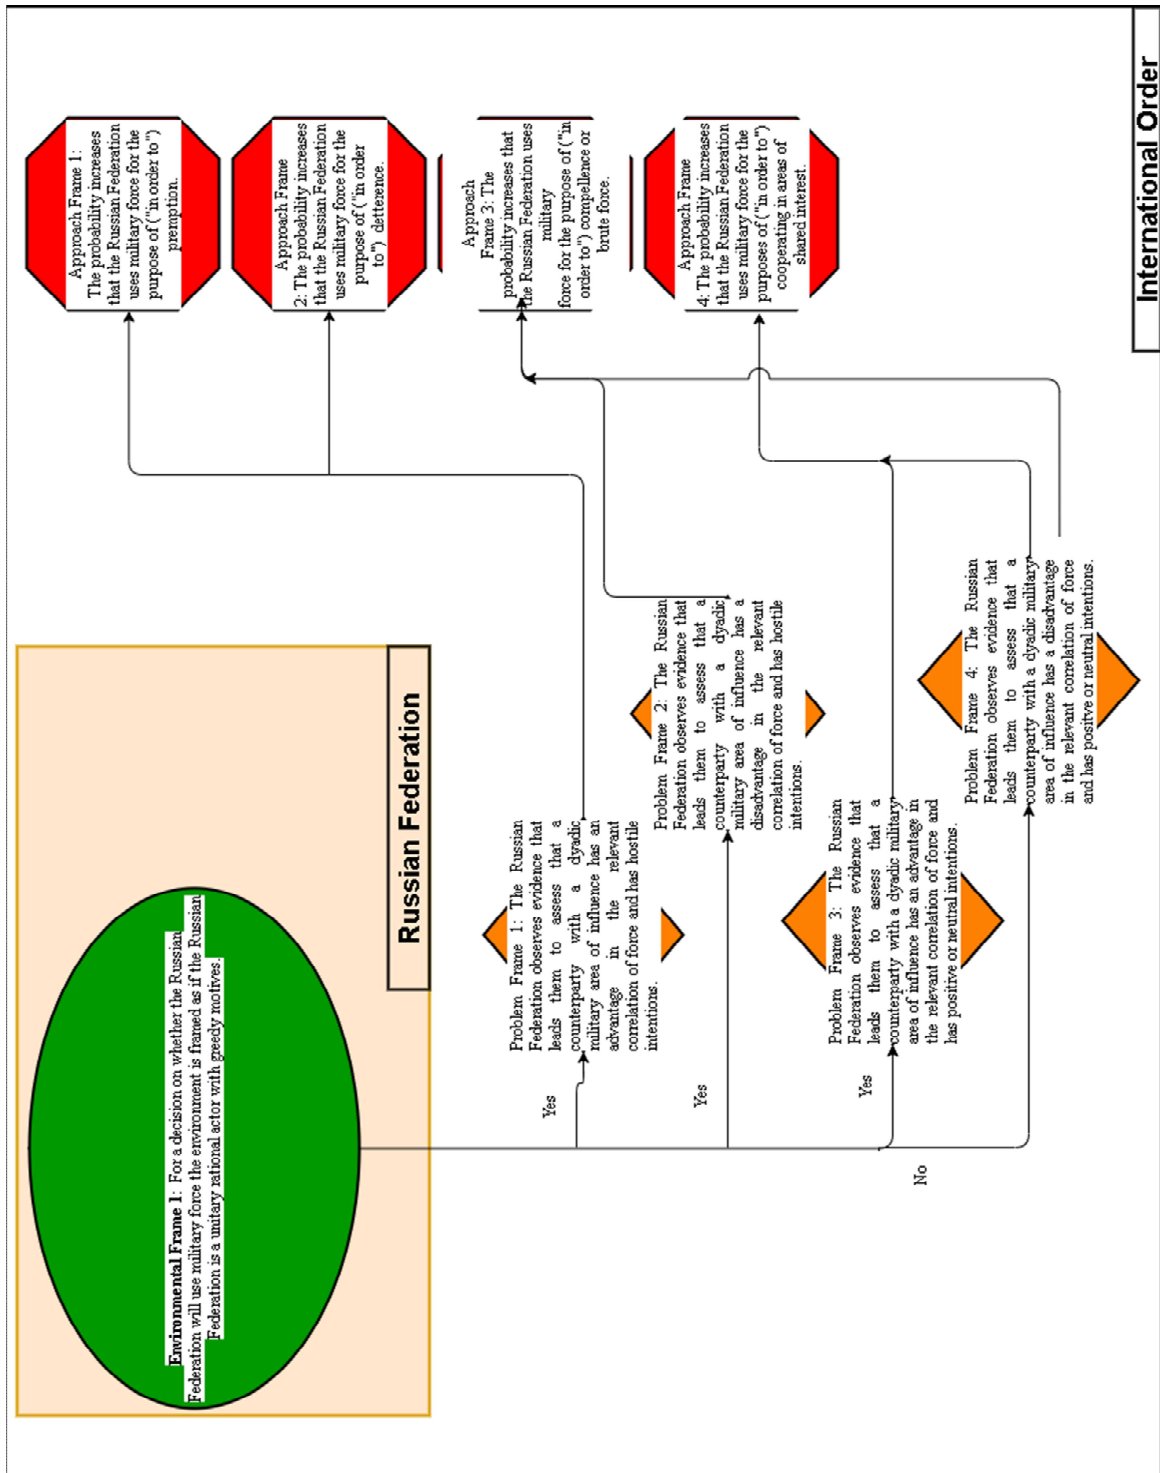 Environmental Frame 1: For a decision on whether the Russian
Federation will use military force the environment is framed as if the Russian
Federation is a unitary rational actor with greedy motives.
Russian Federation
Yes
Yes
Yes
No
Problem Frame 1: The Russian
Federation observes evidence that
leads them to assess that a
counterparty with a dyadic
military area of influence has an
advantage in the relevant
correlation of force and has hostile
intentions.
Problem Frame 2: The Russian
Federation observes evidence that
leads them to assess that a
counterparty with a dyadic
military area of influence has a
disadvantage in the relevant
correlation of force and has hostile
intentions.
Problem Frame 3: The Russian
Federation observes evidence that
leads them to assess that a
counterparty with a dyadic military
area of influence has an advantage in
the relevant correlation of force and
has positive or neutral intentions.
Problem Frame 4: The Russian
Federation observes evidence that
leads them to assess that a
counterparty with a dyadic military
area of influence has a disadvantage
in the relevant correlation of force
and has positive or neutral intentions.
Approach Frame 1:
The probability increases
that the Russian Federation
uses military force for the
purpose of ("in order to")
premption.
Approach Frame
2: The probability increases
that the Russian Federation
uses military force for the
purpose of ("in order
to") detterence.
Approach
Frame 3: The
probability increases that
the Russian Federation uses
military
force for the purpose of ("in
order to") compellence or
brute force.
Approach Frame
4: The probability increases
that the Russian Federation
uses military force for the
purposes of ("in order to")
cooperating in areas of
shared interest.
International Order